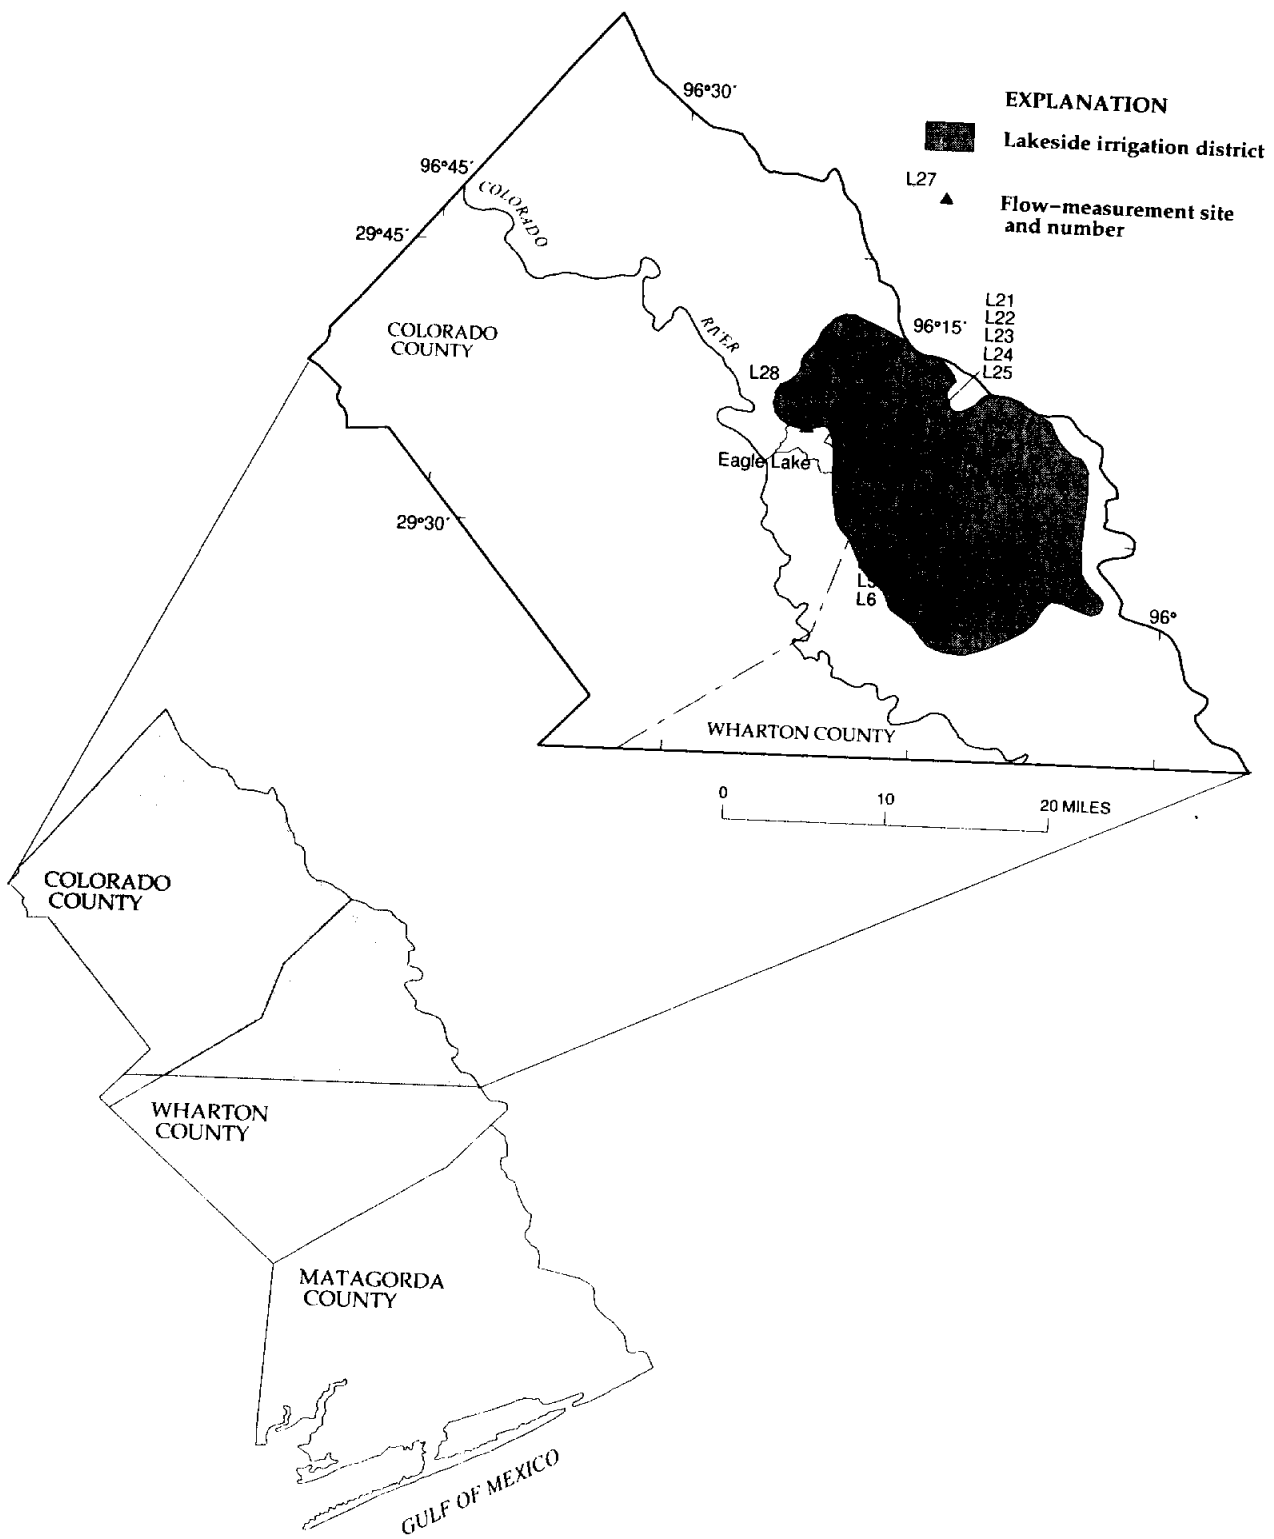 96°30′
EXPLANATION
Lakeside irrigation district
L27
Flow-measurement site
and number
96°45′
COLORADO
29°45′
RIVER
COLORADO
COUNTY
L21
L22
L23
L24
L25
96°15′
L28
Eagle Lake
29°30′
L6
96°
WHARTON COUNTY
0
10
20 MILES
COLORADO
COUNTY
WHARTON
COUNTY
MATAGORDA
COUNTY
GULF OF MEXICO